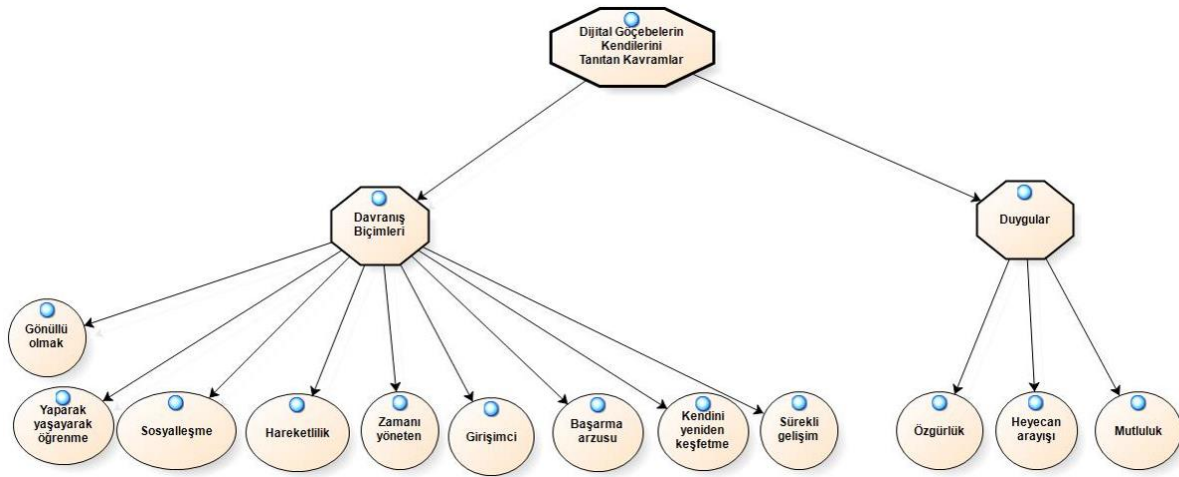 Dijital Göçebelerin
Kendilerini
Tanıtan Kavramlar
Davranış
Biçimleri
Duygular
Gönüllü
olmak
Yaparak
yaşayarak
öğrenme
Sosyalleşme
Hareketlilik
Zamanı
yöneten
Girişimci
Başarma
arzusu
Kendini
yeniden
keşfetme
Sürekli
gelişim
Özgürlük
Heyecan
arayışı
Mutluluk